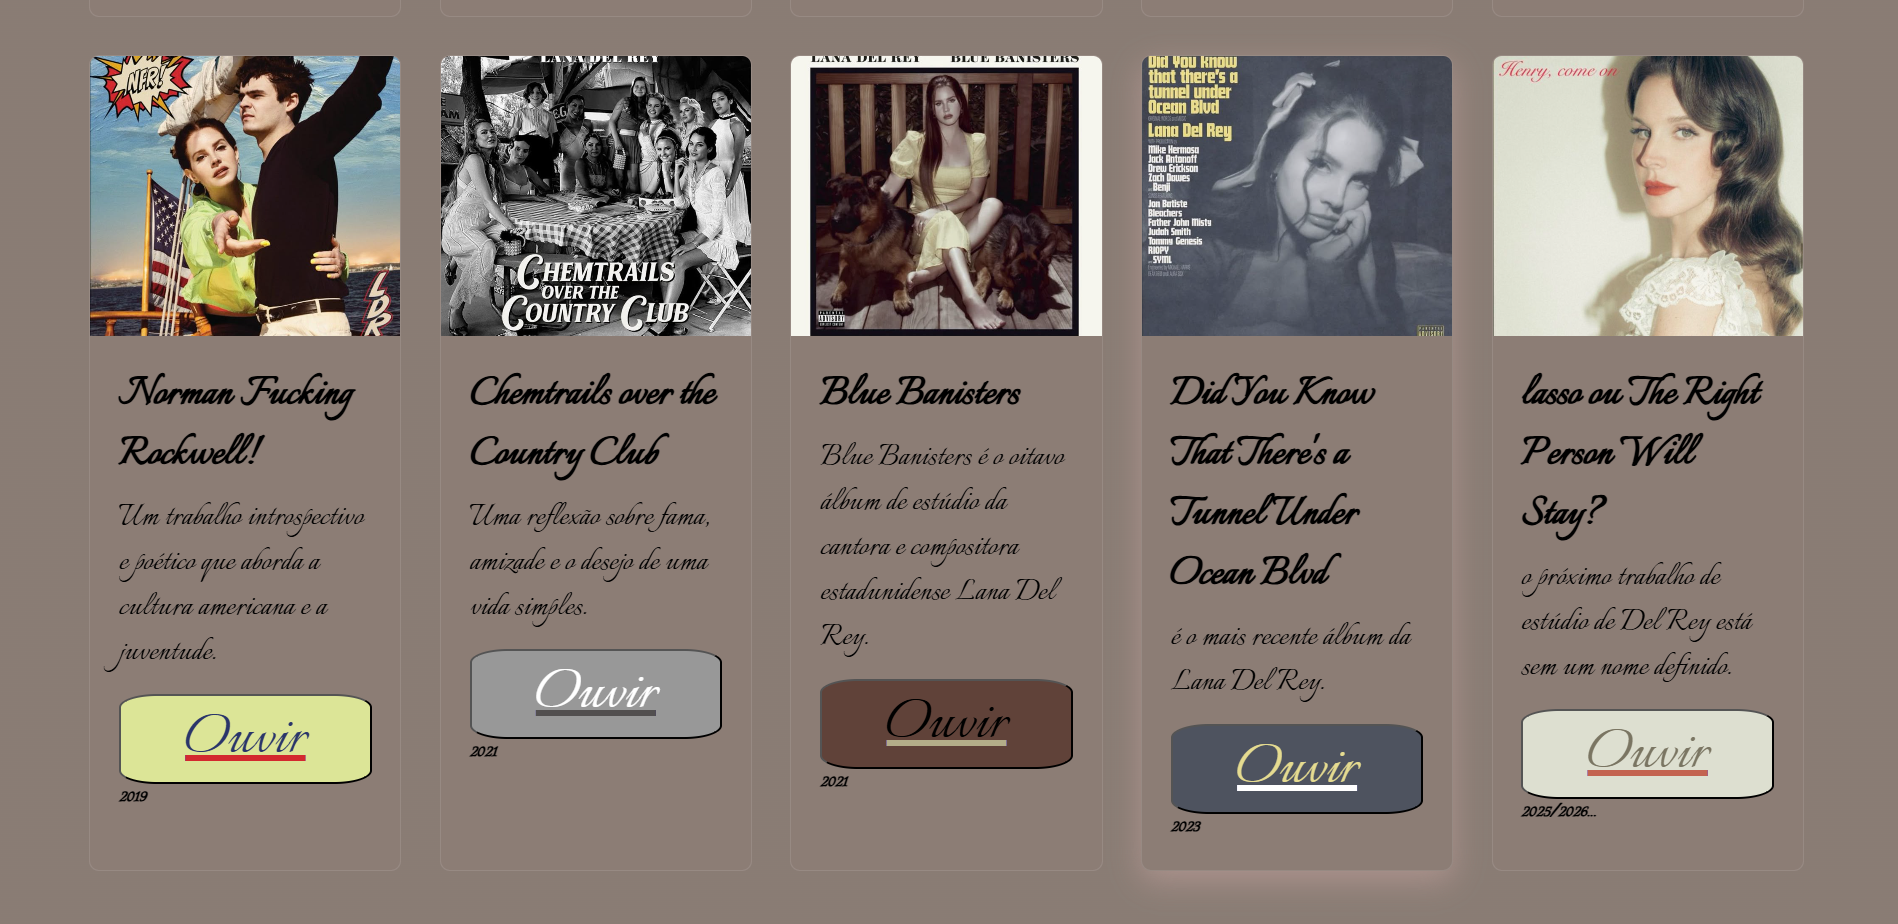 NFR!
LDR
Norman Fucking
Rockwell!
Um trabalho introspectivo
e poético que aborda a
cultura americana e a
juventude.
Ouvir
2019
LANA DEL REY
CHEMTRAILS
OVER THE
COUNTRY CLUB
Chemtrails over the
Country Club
Uma reflexão sobre fama,
amizade e o desejo de uma
vida simples.
Ouvir
2021
LANA DEL REY BLUE BANISTERS
PARENTAL
ADVISORY
EXPLICIT CONTENT
Blue Banisters
Blue Banisters é o oitavo
álbum de estúdio da
cantora e compositora
estadunidense Lana Del
Rey.
Ouvir
2021
Did You know
that there's a
tunnel under
Ocean Blvd
Lana Del Rey
Mike Hermosa
Jack Antonoff
Drew Erickson
Zach Dawes
Benji
Jon Batiste
Bleachers
Father John Misty
Judah Smith
Tommy Genesis
RIOPY
SYML
PARENTAL
ADVISORY
Did You Know
That There's a
Tunnel Under
Ocean Blvd
é o mais recente álbum da
Lana Del Rey.
Ouvir
2023
Henry, come on
lasso ou The Right
Person Will
Stay?
o próximo trabalho de
estúdio de Del Rey está
sem um nome definido.
Ouvir
2025/2026...